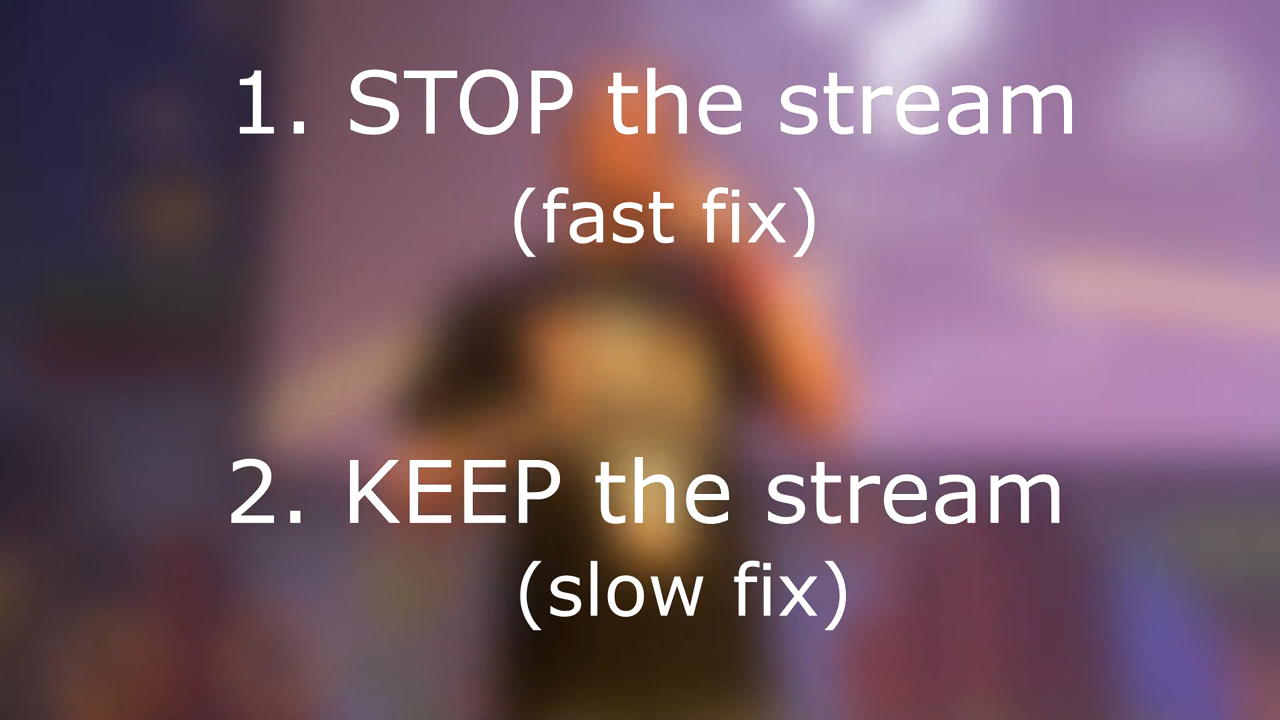 1. STOP the stream
(fast fix)
2. KEEP the stream
(slow fix)